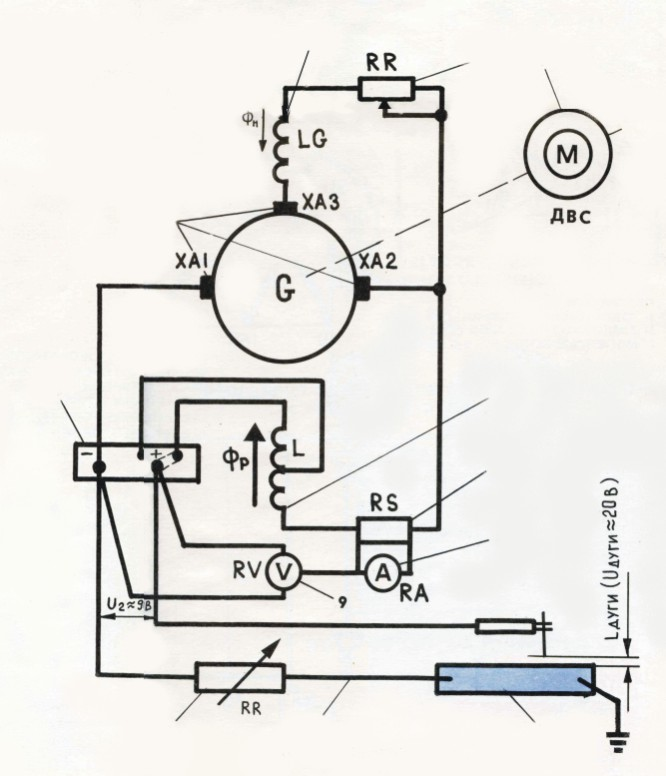 RR
Φн
LG
XA3
M
ДВС
XA1
XA2
G
- +
Φр
L
RS
RV
V
A
RA
9
U2≈9В
Lдуги (Uдуги≈20В)
RR